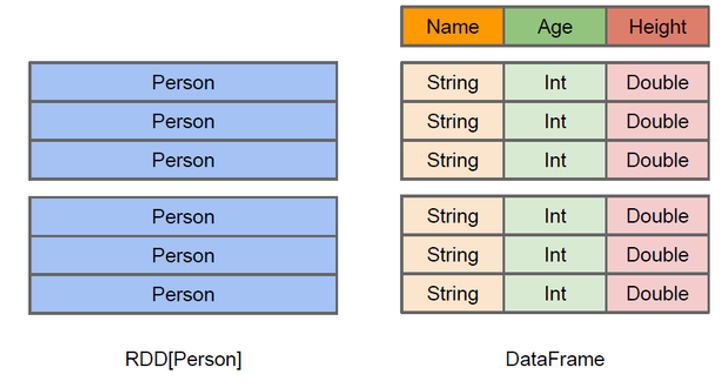 Name Age Height
Person String Int Double
Person String Int Double
Person String Int Double
Person String Int Double
Person String Int Double
Person String Int Double
RDD[Person] DataFrame